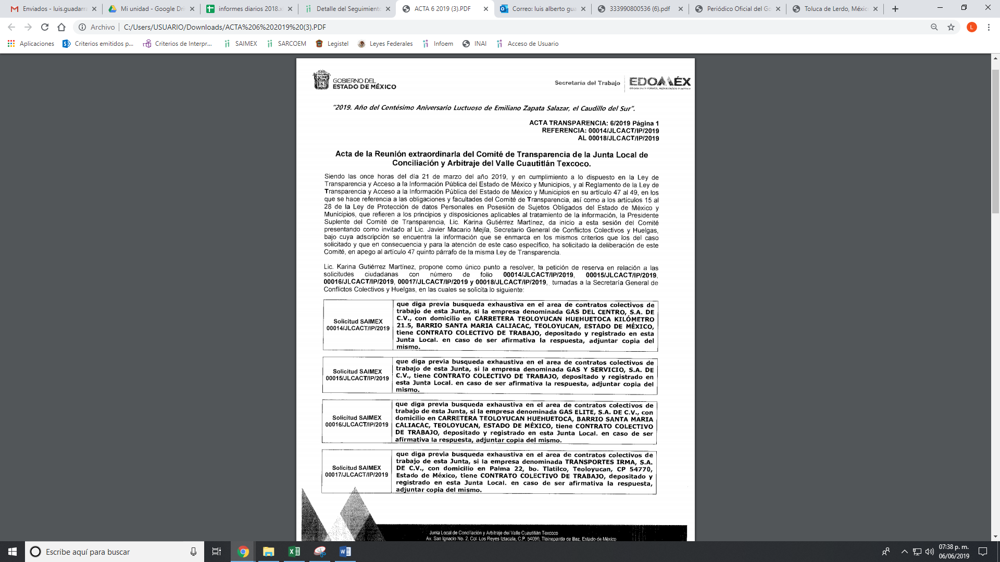 Enviados - luis.guadarra
Mi unidad - Google Dri
informes diarios 2018.x
Detalle del Seguimiento
ACTA 6 2019 (3).PDF
Correo: luis alberto gua
333990800536 (6).pdf
Periódico Oficial del Go
Toluca de Lerdo, Méxic
Archivo
C:/Users/USUARIO/Downloads/ACTA%206%202019%20(3).PDF
L
Aplicaciones
Criterios emitidos p...
Criterios de Interpr...
SAIMEX
SARCOEM
Legistel
Leyes Federales
Infoem
INAI
Acceso de Usuario
GOBIERNO DEL
ESTADO DE MÉXICO
Secretaría del Trabajo
EDOMÉX
"2019. Año del Centésimo Aniversario Luctuoso de Emiliano Zapata Salazar, el Caudillo del Sur".
ACTA TRANSPARENCIA: 6/2019 Página 1
REFERENCIA: 00014/JLCACT/IP/2019
AL 00018/JLCACT/IP/2019
Acta de la Reunión extraordinaria del Comité de Transparencia de la Junta Local de
Conciliación y Arbitraje del Valle Cuautitlán Texcoco.
Siendo las once horas del día 21 de marzo del año 2019, y en cumplimiento a lo dispuesto en la Ley de
Transparencia y Acceso a la Información Pública del Estado de México y Municipios, y al Reglamento de la Ley de
Transparencia y Acceso a la Información Pública del Estado de México y Municipios en su artículo 47 al 49, en los
que se hace referencia a las obligaciones y facultades del Comité de Transparencia, así como a los artículos 15 al
28 de la Ley de Protección de datos Personales en Posesión de Sujetos Obligados del Estado de México y
Municipios, que refieren a los principios y disposiciones aplicables al tratamiento de la información, la Presidente
Suplente del Comité de Transparencia, Lic. Karina Gutiérrez Martínez, da inicio a esta sesión del Comité
presentando como invitado al Lic. Javier Macario Mejía, Secretario General de Conflictos Colectivos y Huelgas,
bajo cuya adscripción se encuentra la información que se enmarca en los mismos criterios que los del caso
solicitado y que en consecuencia y para la atención de este caso específico, ha solicitado la deliberación de este
Comité, en apego al artículo 47 quinto párrafo de la misma Ley de Transparencia.
Lic. Karina Gutiérrez Martínez, propone como único punto a resolver, la petición de reserva en relación a las
solicitudes ciudadanas con número de folio 00014/JLCACT/IP/2019, 00015/JLCACT/IP/2019,
00016/JLCACT/IP/2019, 00017/JLCACT/IP/2019 y 00018/JLCACT/IP/2019, turnadas a la Secretaría General de
Conflictos Colectivos y Huelgas, en las cuales se solicita lo siguiente:
Solicitud SAIMEX
00014/JLCACT/IP/2019
que diga previa busqueda exhaustiva en el area de contratos colectivos de
trabajo de esta Junta, si la empresa denominada GAS DEL CENTRO, S.A. DE
C.V., con domicilio en CARRETERA TEOLOYUCAN HUEHUETOCA KILÓMETRO
21.5, BARRIO SANTA MARIA CALIACAC, TEOLOYUCAN, ESTADO DE MÉXICO,
tiene CONTRATO COLECTIVO DE TRABAJO, depositado y registrado en esta
Junta Local. en caso de ser afirmativa la respuesta, adjuntar copia del
mismo.
Solicitud SAIMEX
00015/JLCACT/IP/2019
que diga previa busqueda exhaustiva en el area de contratos colectivos de
trabajo de esta Junta, si la empresa denominada GAS Y SERVICIO, S.A. DE
C.V., tiene CONTRATO COLECTIVO DE TRABAJO, depositado y registrado en
esta Junta Local. en caso de ser afirmativa la respuesta, adjuntar copia del
mismo.
Solicitud SAIMEX
00016/JLCACT/IP/2019
que diga previa busqueda exhaustiva en el area de contratos colectivos de
trabajo de esta Junta, si la empresa denominada GAS ELITE, S.A. DE C.V., con
domicilio en CARRETERA TEOLOYUCAN HUEHUETOCA, BARRIO SANTA MARIA
CALIACAC, TEOLOYUCAN, ESTADO DE MÉXICO, tiene CONTRATO COLECTIVO
DE TRABAJO, depositado y registrado en esta Junta Local. en caso de ser
afirmativa la respuesta, adjuntar copia del mismo.
Solicitud SAIMEX
00017/JLCACT/IP/2019
que diga previa busqueda exhaustiva en el area de contratos colectivos de
trabajo de esta Junta, si la empresa denominada TRANSPORTES IRMA, S.A.
DE C.V., con domicilio en Palma 22, bo. Tlatilco, Teoloyucan, CP 54770,
Estado de México, tiene CONTRATO COLECTIVO DE TRABAJO, depositado y
registrado en esta Junta Local. en caso de ser afirmativa la respuesta,
adjuntar copia del mismo.
Junta Local de Conciliación y Arbitraje del Valle Cuautitlán Texcoco
Av. San Ignacio No. 2, Col. Los Reyes Iztacala, C.P. 54090, Tlalnepantla de Baz, Estado de México
Escribe aquí para buscar
07:38 p. m.
06/06/2019